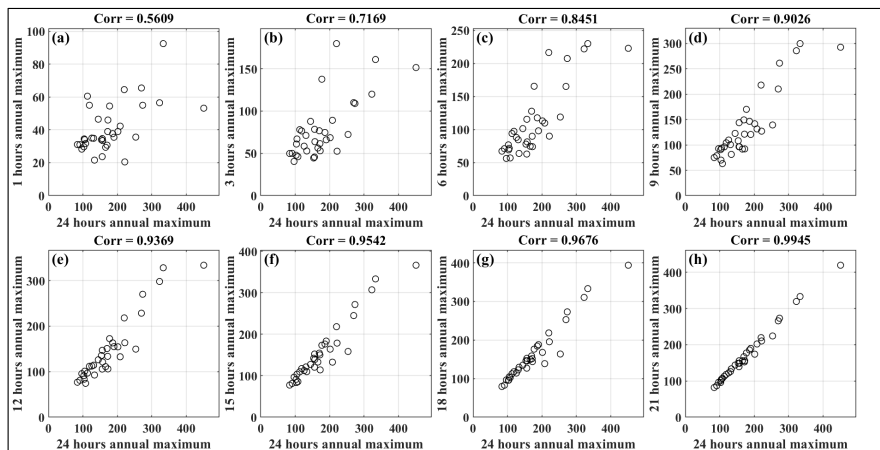 Corr = 0.5609
(a)
1 hours annual maximum
100
80
60
40
20
0
0 100 200 300 400
24 hours annual maximum
Corr = 0.7169
(b)
3 hours annual maximum
150
100
50
0
0 100 200 300 400
24 hours annual maximum
Corr = 0.8451
(c)
6 hours annual maximum
250
200
150
100
50
0
0 100 200 300 400
24 hours annual maximum
Corr = 0.9026
(d)
9 hours annual maximum
300
200
100
0
0 100 200 300 400
24 hours annual maximum
Corr = 0.9369
(e)
12 hours annual maximum
300
200
100
0
0 100 200 300 400
24 hours annual maximum
Corr = 0.9542
(f)
15 hours annual maximum
400
300
200
100
0
0 100 200 300 400
24 hours annual maximum
Corr = 0.9676
(g)
18 hours annual maximum
400
300
200
100
0
0 100 200 300 400
24 hours annual maximum
Corr = 0.9945
(h)
21 hours annual maximum
400
300
200
100
0
0 100 200 300 400
24 hours annual maximum